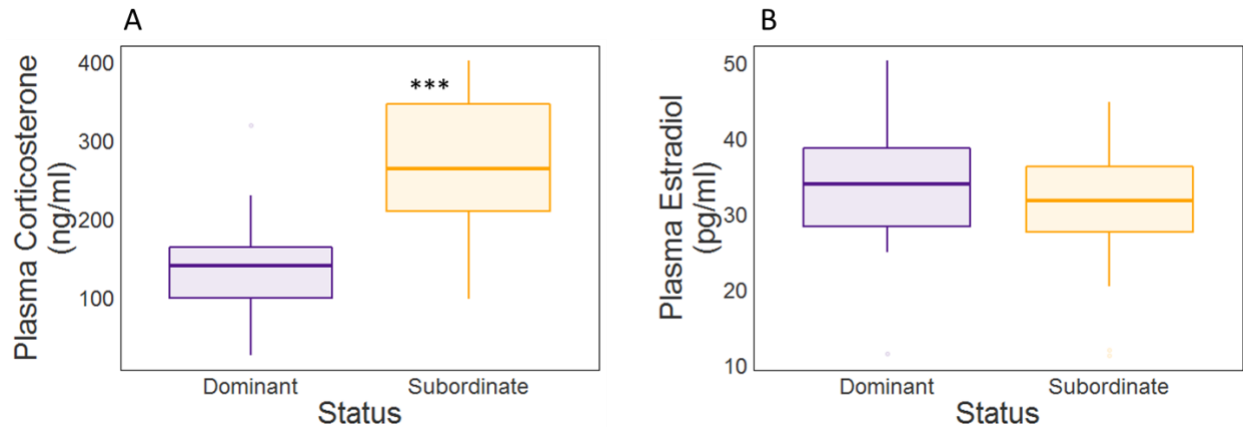 A
Plasma Corticosterone
(ng/ml)
400
300
200
100
***
Dominant
Subordinate
Status
B
Plasma Estradiol
(pg/ml)
50
40
30
20
10
Dominant
Subordinate
Status